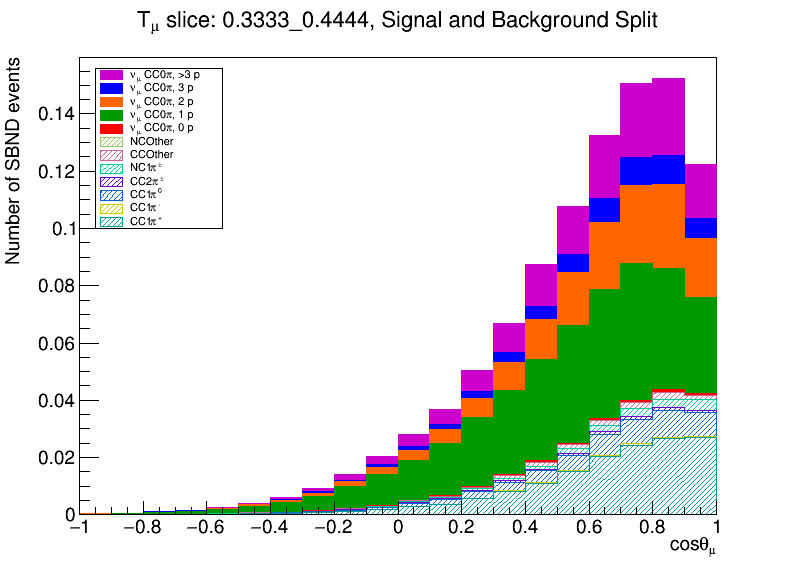 T_μ slice: 0.3333_0.4444, Signal and Background Split
Number of SBND events
ν_μ CC0π, >3 p
ν_μ CC0π, 3 p
ν_μ CC0π, 2 p
ν_μ CC0π, 1 p
ν_μ CC0π, 0 p
NCOther
CCOther
NC1π^±
CC2π^±
CC1π^0
CC1π^-
CC1π^+
0.14
0.12
0.1
0.08
0.06
0.04
0.02
0
−1 −0.8 −0.6 −0.4 −0.2 0 0.2 0.4 0.6 0.8 1
cosθ_μ